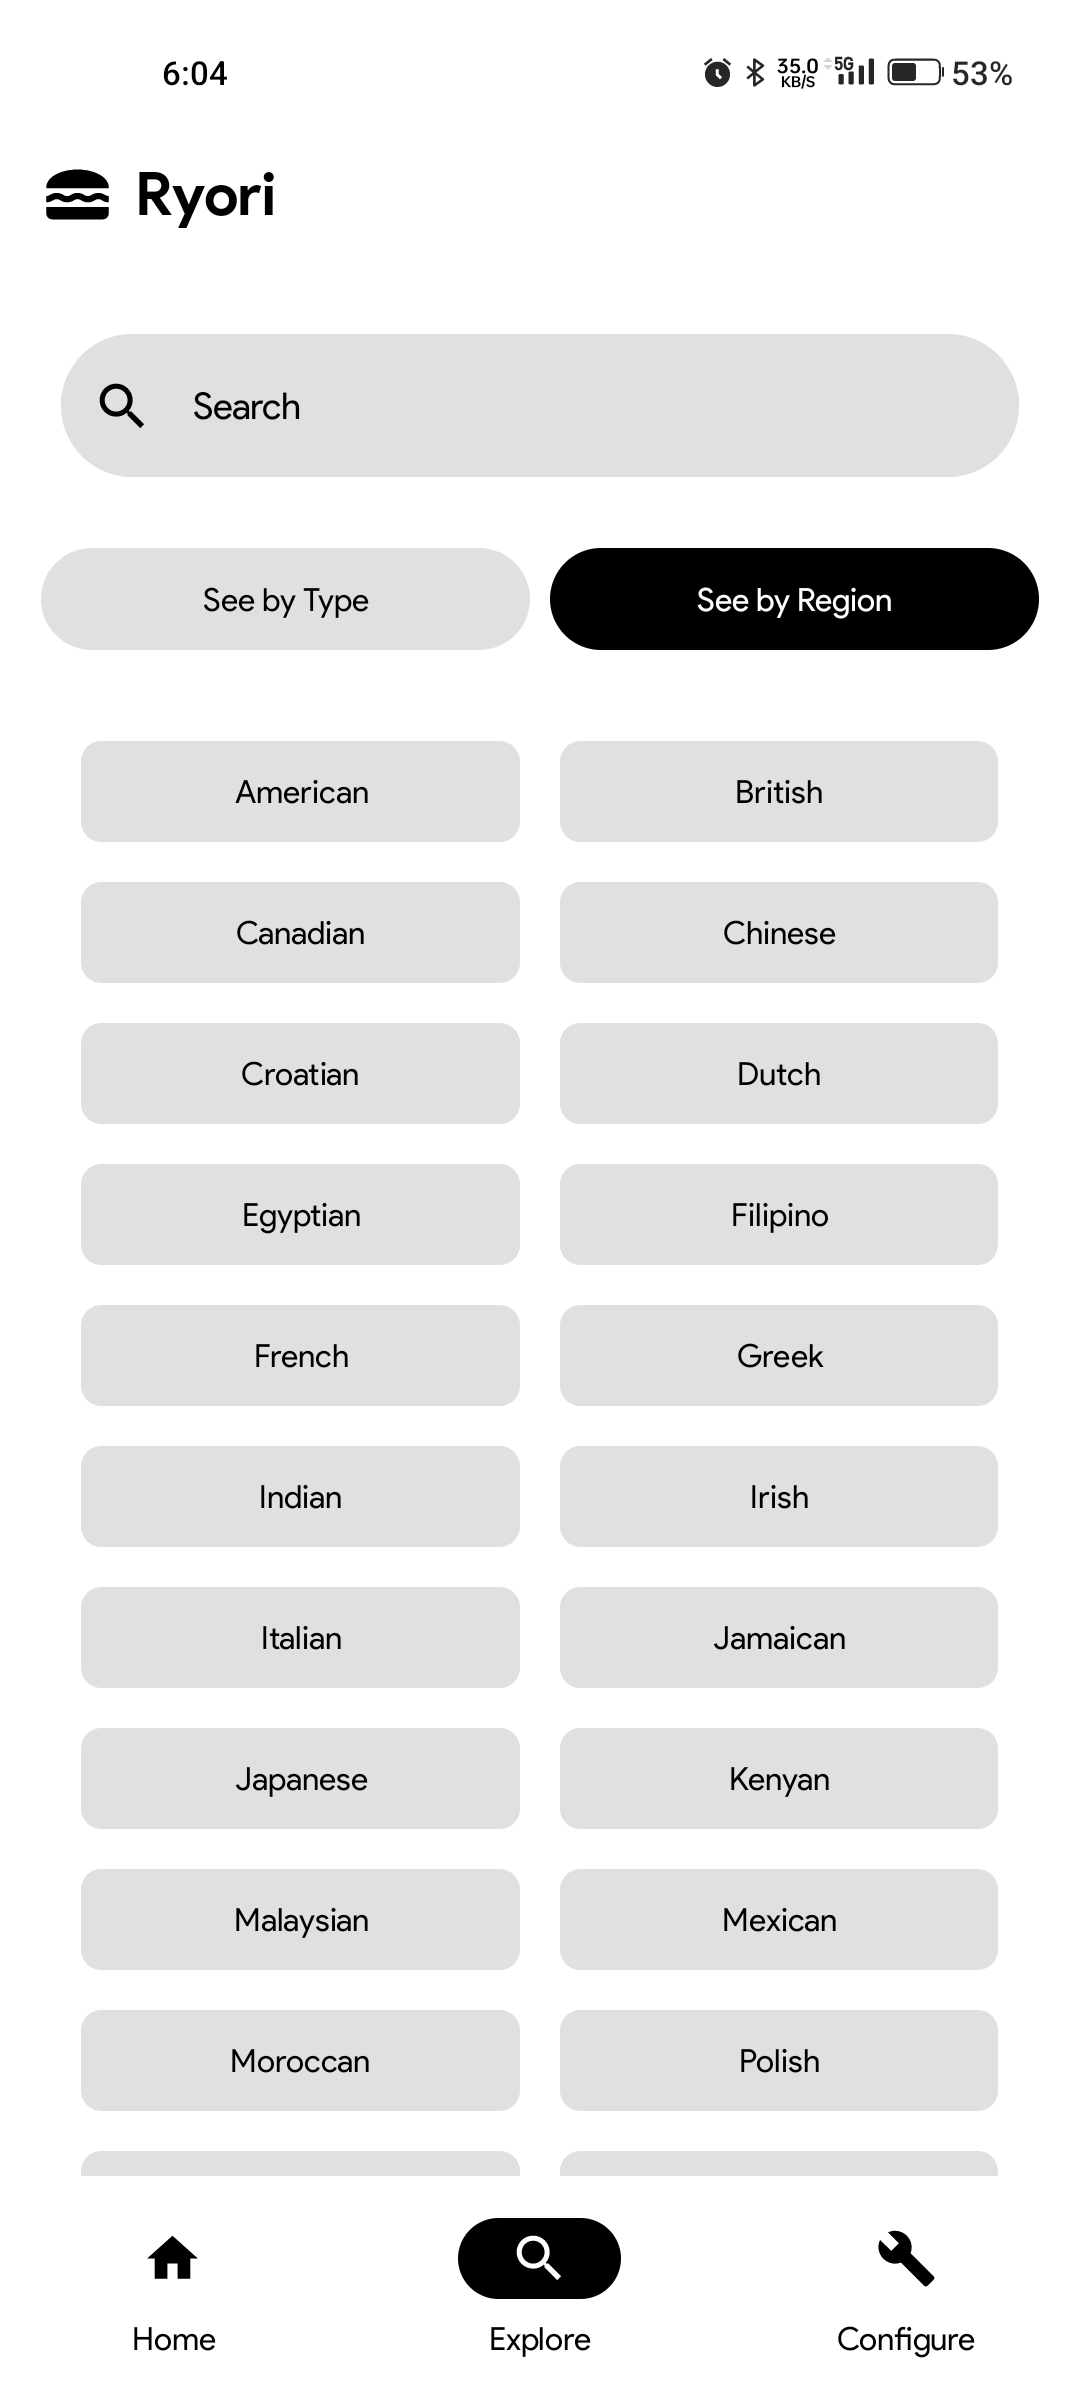 6:04
35.0 KB/S 5G 53%
Ryori
Search
See by Type See by Region
American British
Canadian Chinese
Croatian Dutch
Egyptian Filipino
French Greek
Indian Irish
Italian Jamaican
Japanese Kenyan
Malaysian Mexican
Moroccan Polish
Home Explore Configure